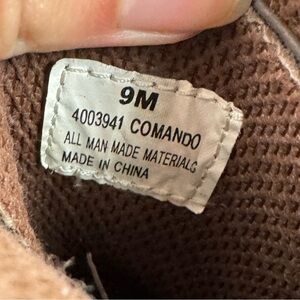 9M
4003941 COMANDO
ALL MAN MADE MATERIALS
MADE IN CHINA